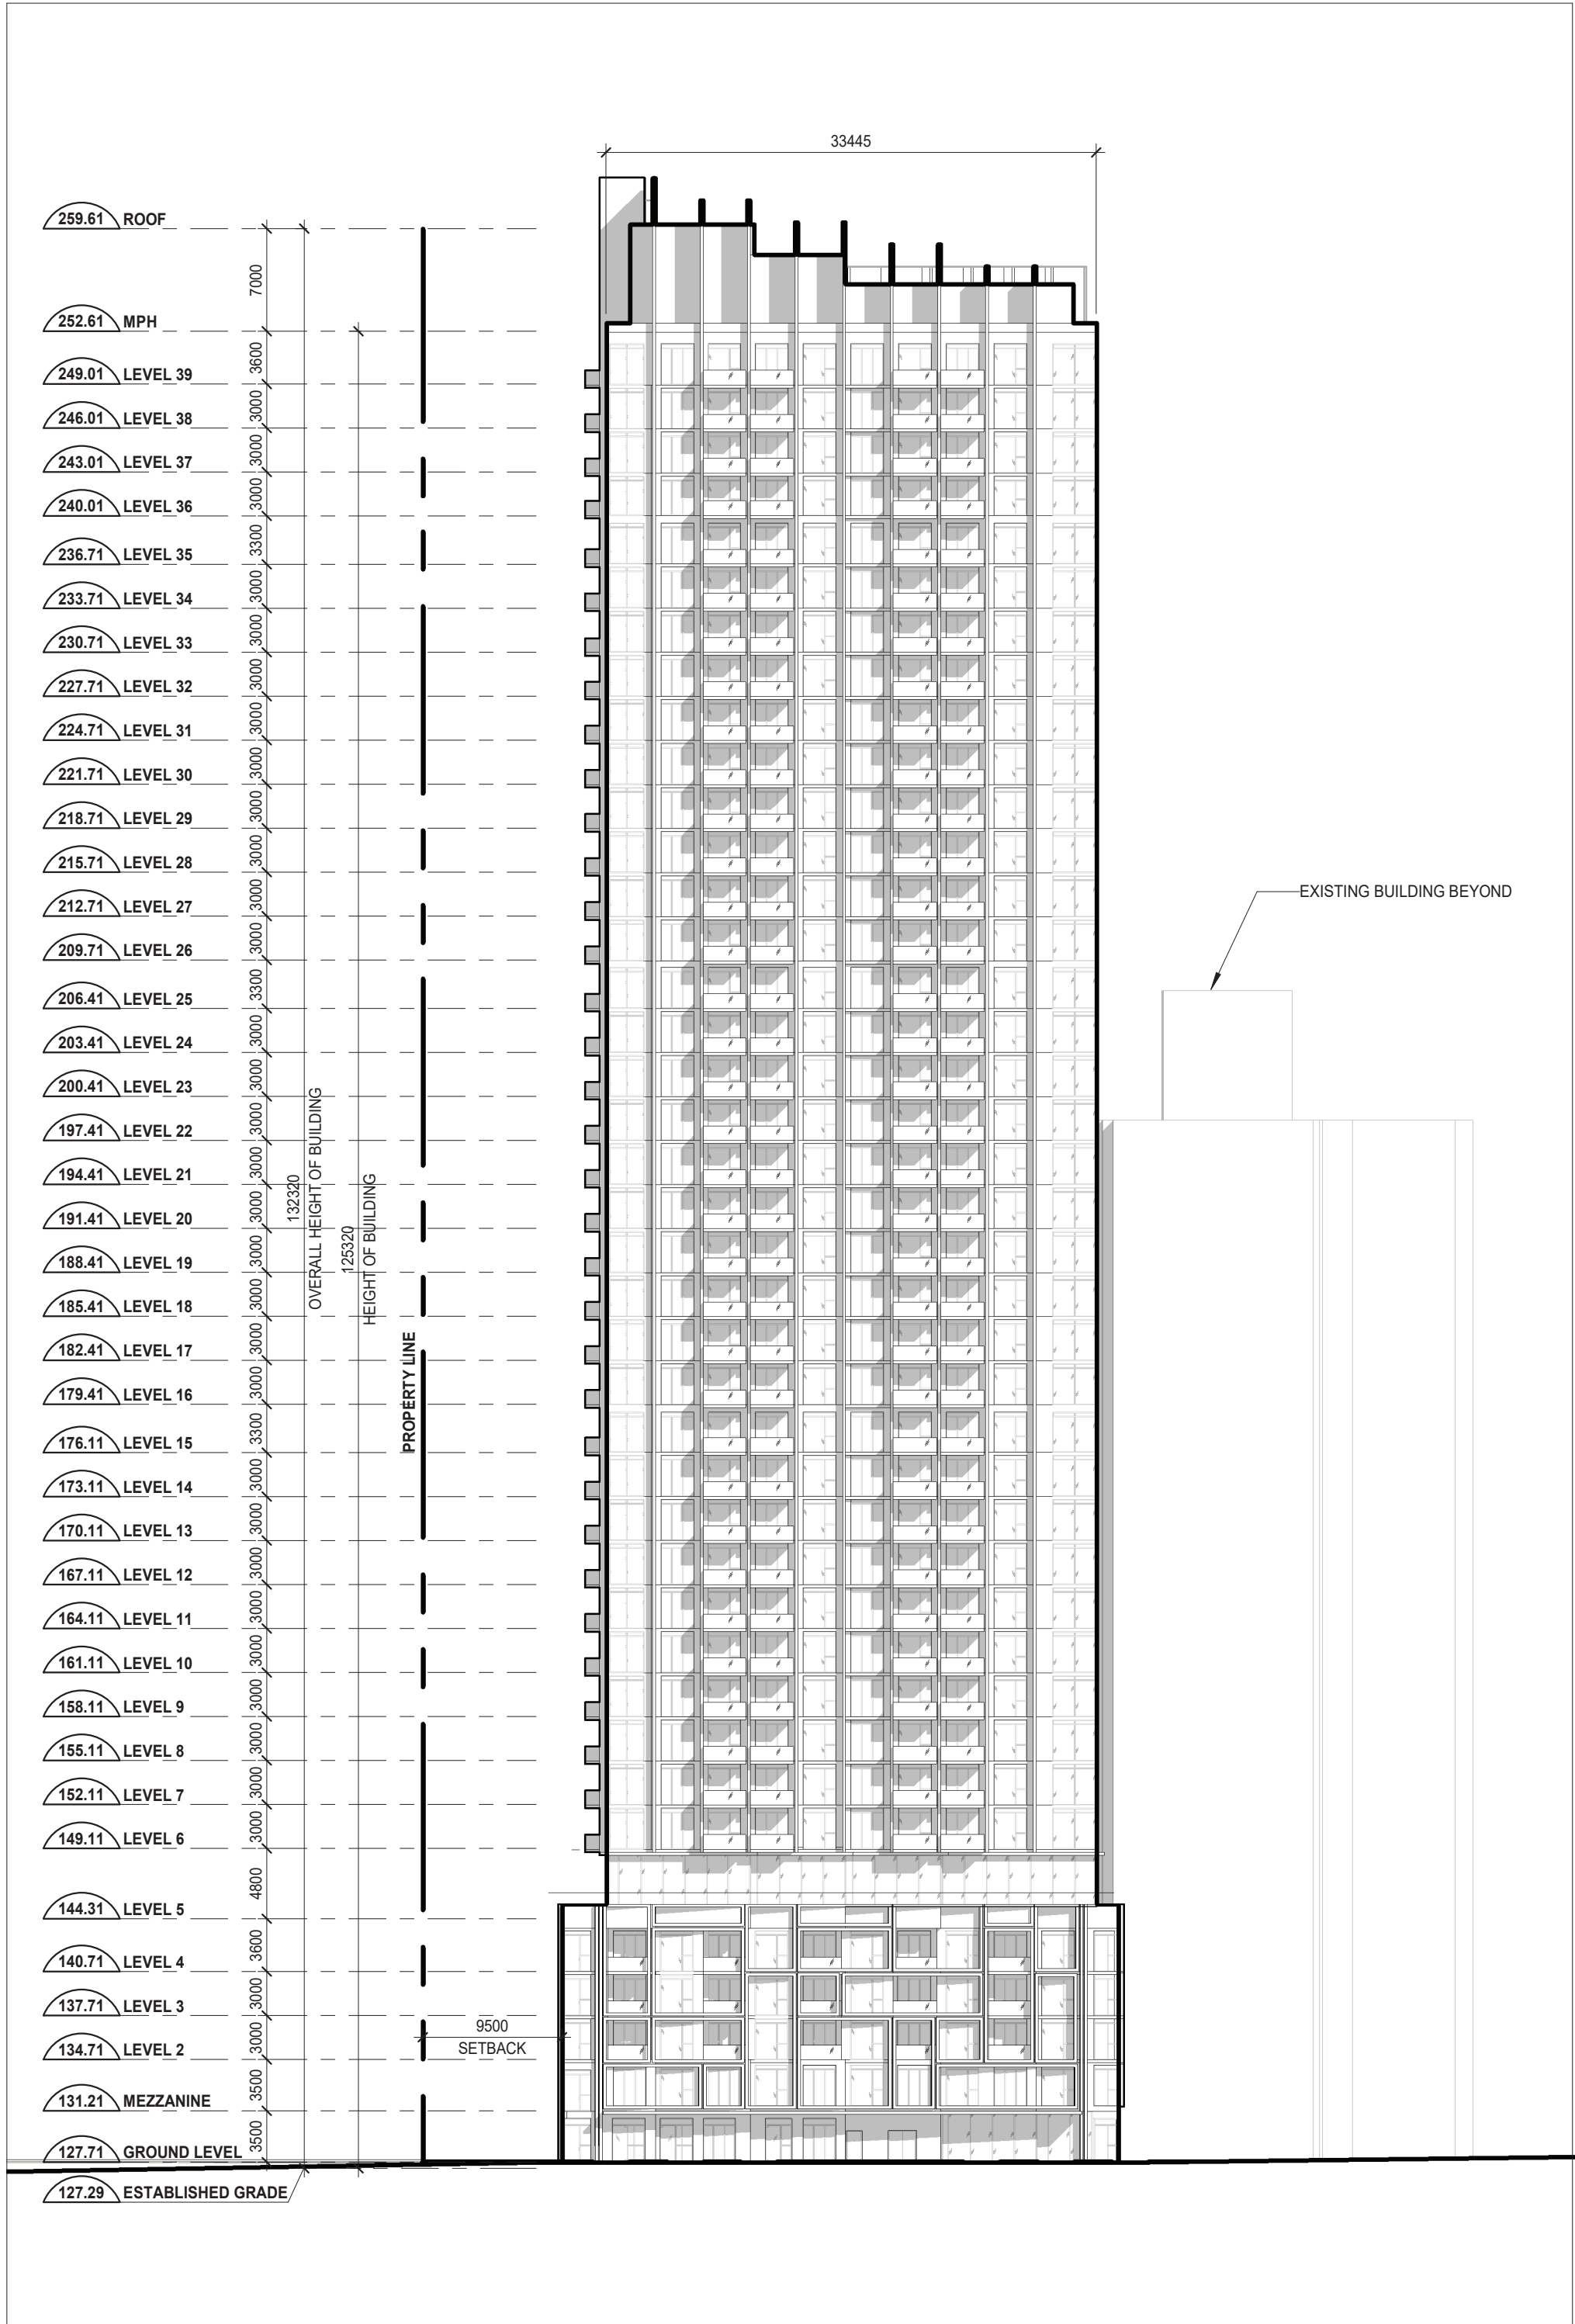 33445
259.61 ROOF
7000
252.61 MPH
3600
249.01 LEVEL 39
3000
246.01 LEVEL 38
3000
243.01 LEVEL 37
3000
240.01 LEVEL 36
3300
236.71 LEVEL 35
3000
233.71 LEVEL 34
3000
230.71 LEVEL 33
3000
227.71 LEVEL 32
3000
224.71 LEVEL 31
3000
221.71 LEVEL 30
3000
218.71 LEVEL 29
3000
215.71 LEVEL 28
3000
212.71 LEVEL 27
3000
209.71 LEVEL 26
3300
206.41 LEVEL 25
3000
203.41 LEVEL 24
3000
200.41 LEVEL 23
3000
197.41 LEVEL 22
3000
194.41 LEVEL 21
3000
191.41 LEVEL 20
3000
188.41 LEVEL 19
3000
185.41 LEVEL 18
3000
182.41 LEVEL 17
3000
179.41 LEVEL 16
3300
176.11 LEVEL 15
3000
173.11 LEVEL 14
3000
170.11 LEVEL 13
3000
167.11 LEVEL 12
3000
164.11 LEVEL 11
3000
161.11 LEVEL 10
3000
158.11 LEVEL 9
3000
155.11 LEVEL 8
3000
152.11 LEVEL 7
3000
149.11 LEVEL 6
4800
144.31 LEVEL 5
3600
140.71 LEVEL 4
3000
137.71 LEVEL 3
3000
134.71 LEVEL 2
3500
131.21 MEZZANINE
3500
127.71 GROUND LEVEL
127.29 ESTABLISHED GRADE
132320
OVERALL HEIGHT OF BUILDING
125320
HEIGHT OF BUILDING
PROPERTY LINE
9500
SETBACK
EXISTING BUILDING BEYOND